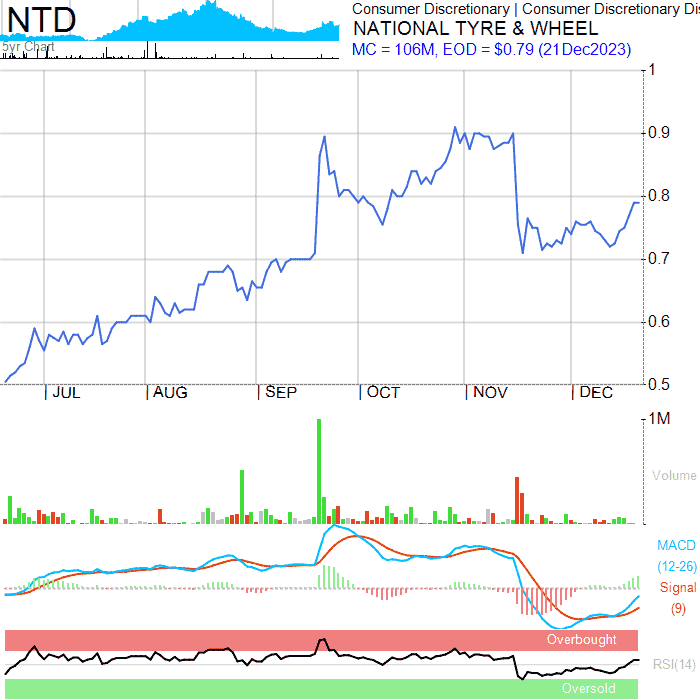 NTD
5yr Chart
Consumer Discretionary | Consumer Discretionary Dis
NATIONAL TYRE & WHEEL
MC = 106M, EOD = $0.79 (21Dec2023)
1
0.9
0.8
0.7
0.6
0.5
| JUL | AUG | SEP | OCT | NOV | DEC
1M
Volume
MACD
(12-26)
Signal
(9)
Overbought
RSI(14)
Oversold